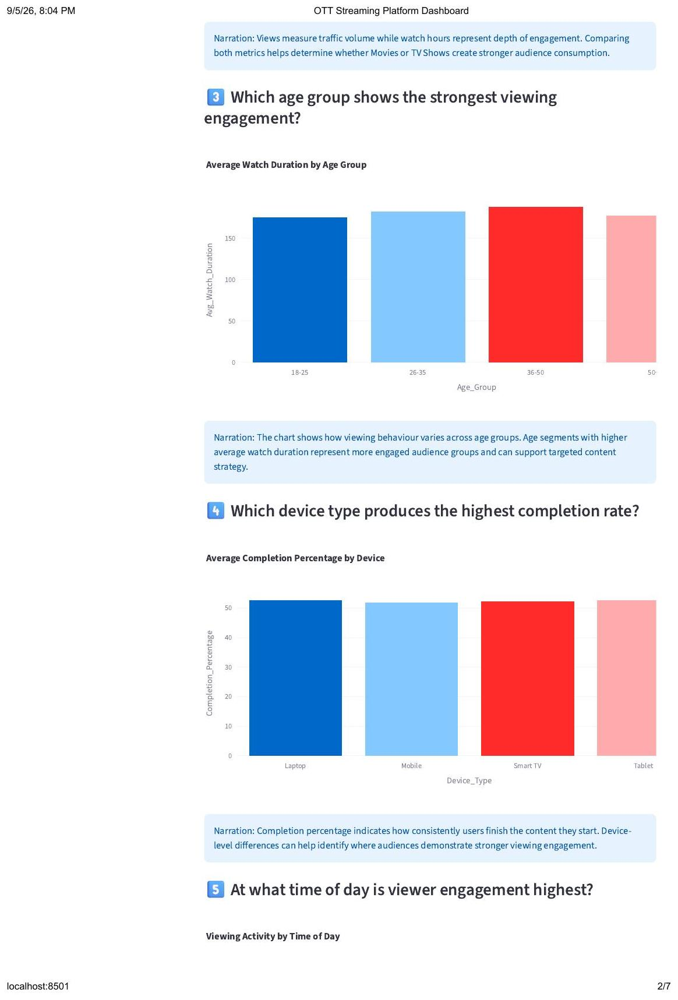 9/5/26, 8:04 PM
OTT Streaming Platform Dashboard
Narration: Views measure traffic volume while watch hours represent depth of engagement. Comparing
both metrics helps determine whether Movies or TV Shows create stronger audience consumption.
3 Which age group shows the strongest viewing
engagement?
Average Watch Duration by Age Group
150
100
50
0
Avg_Watch_Duration
18-25
26-35
36-50
50-
Age_Group
Narration: The chart shows how viewing behaviour varies across age groups. Age segments with higher
average watch duration represent more engaged audience groups and can support targeted content
strategy.
4 Which device type produces the highest completion rate?
Average Completion Percentage by Device
50
40
30
20
10
0
Completion_Percentage
Laptop
Mobile
Smart TV
Tablet
Device_Type
Narration: Completion percentage indicates how consistently users finish the content they start. Device-
level differences can help identify where audiences demonstrate stronger viewing engagement.
5 At what time of day is viewer engagement highest?
Viewing Activity by Time of Day
localhost:8501
2/7